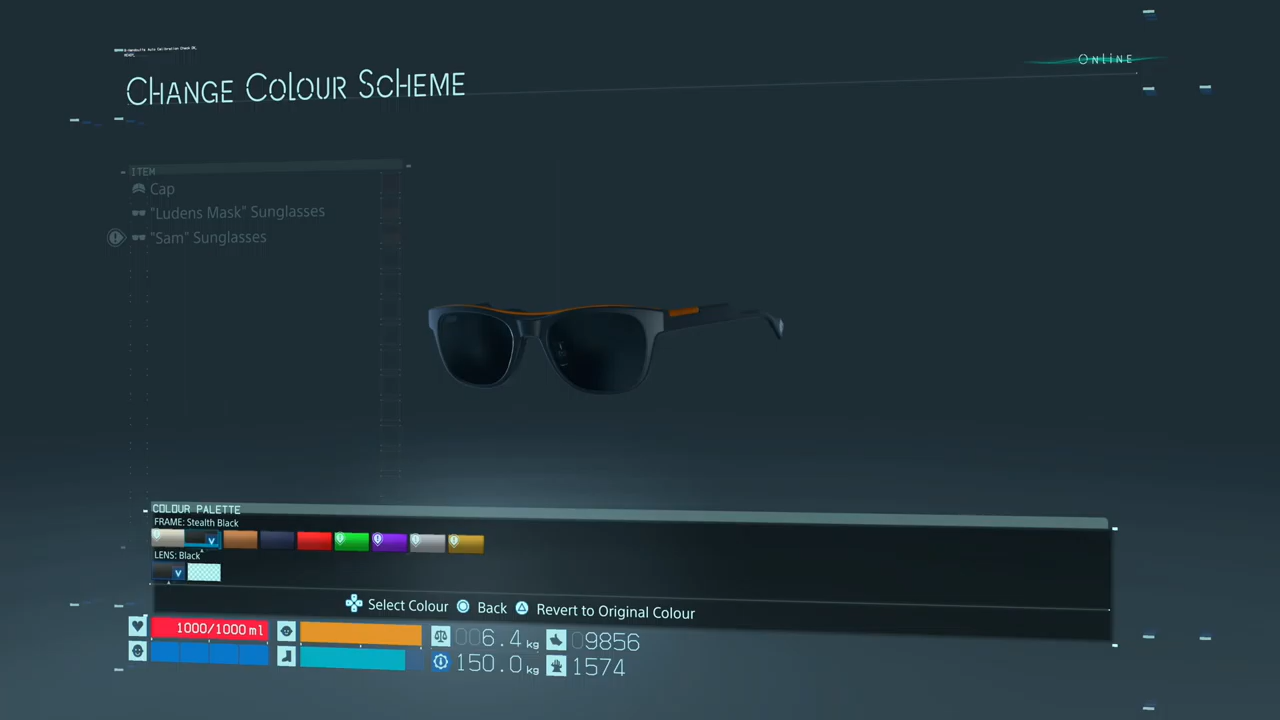 CHANGE COLOUR SCHEME
ONLINE
ITEM
Cap
"Ludens Mask" Sunglasses
"Sam" Sunglasses
COLOUR PALETTE
FRAME: Stealth Black
LENS: Black
Select Colour Back Revert to Original Colour
1000/1000 ml
006.4 kg
09856
150.0 kg
1574